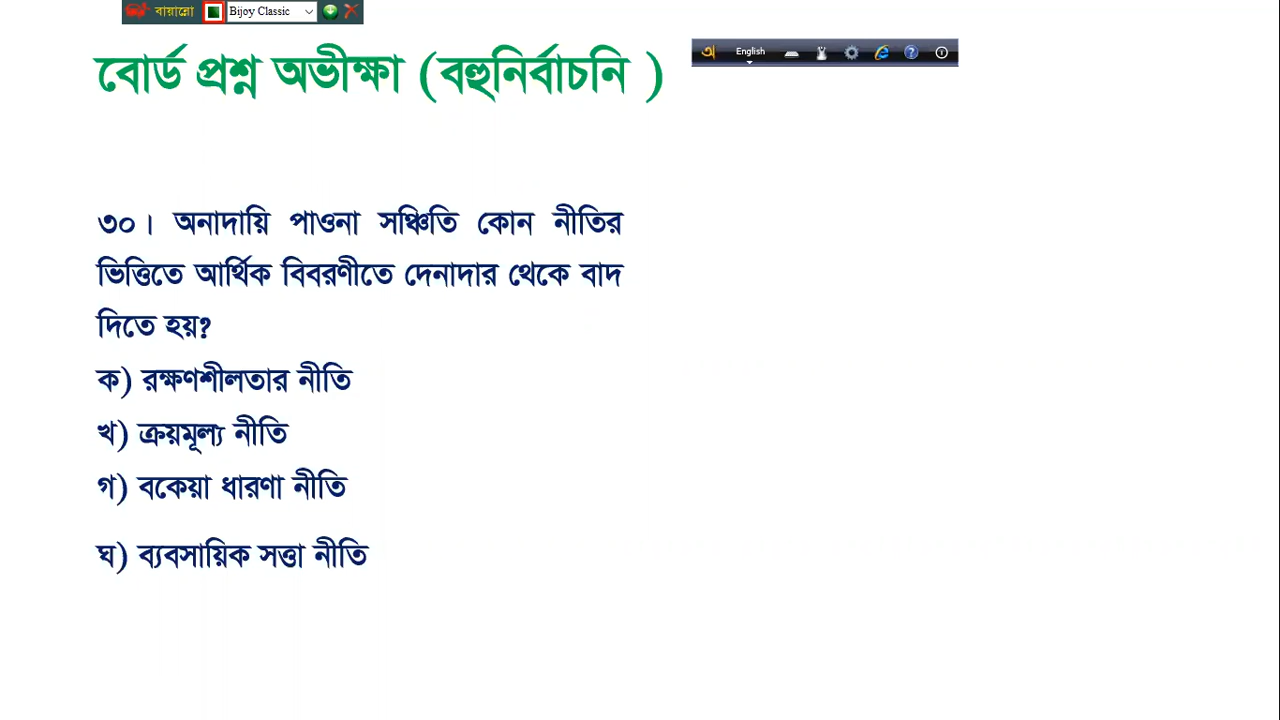 বায়ান্নো Bijoy Classic
অ English
বোর্ড প্রশ্ন অভীক্ষা (বহুনির্বাচনি )
৩০। অনাদায়ি পাওনা সঞ্চিতি কোন নীতির
ভিত্তিতে আর্থিক বিবরণীতে দেনাদার থেকে বাদ
দিতে হয়?
ক) রক্ষণশীলতার নীতি
খ) ক্রয়মূল্য নীতি
গ) বকেয়া ধারণা নীতি
ঘ) ব্যবসায়িক সত্তা নীতি